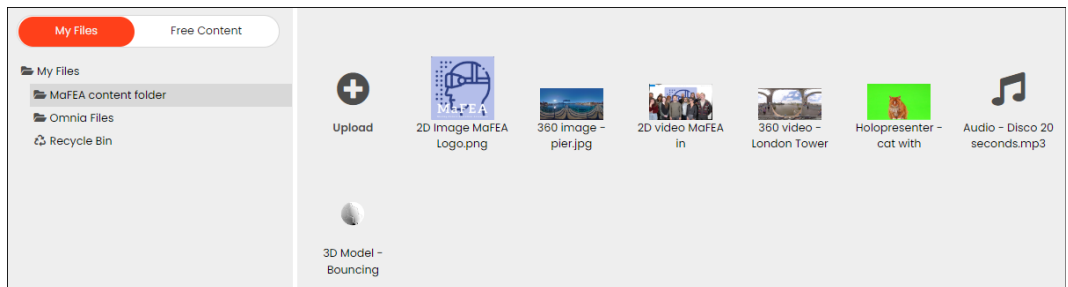 My Files
Free Content
My Files
MaFEA content folder
Omnia Files
Recycle Bin
Upload
MaFEA
2D Image MaFEA
Logo.png
360 image -
pier.jpg
2D video MaFEA
in
360 video -
London Tower
Holopresenter -
cat with
Audio - Disco 20
seconds.mp3
3D Model -
Bouncing